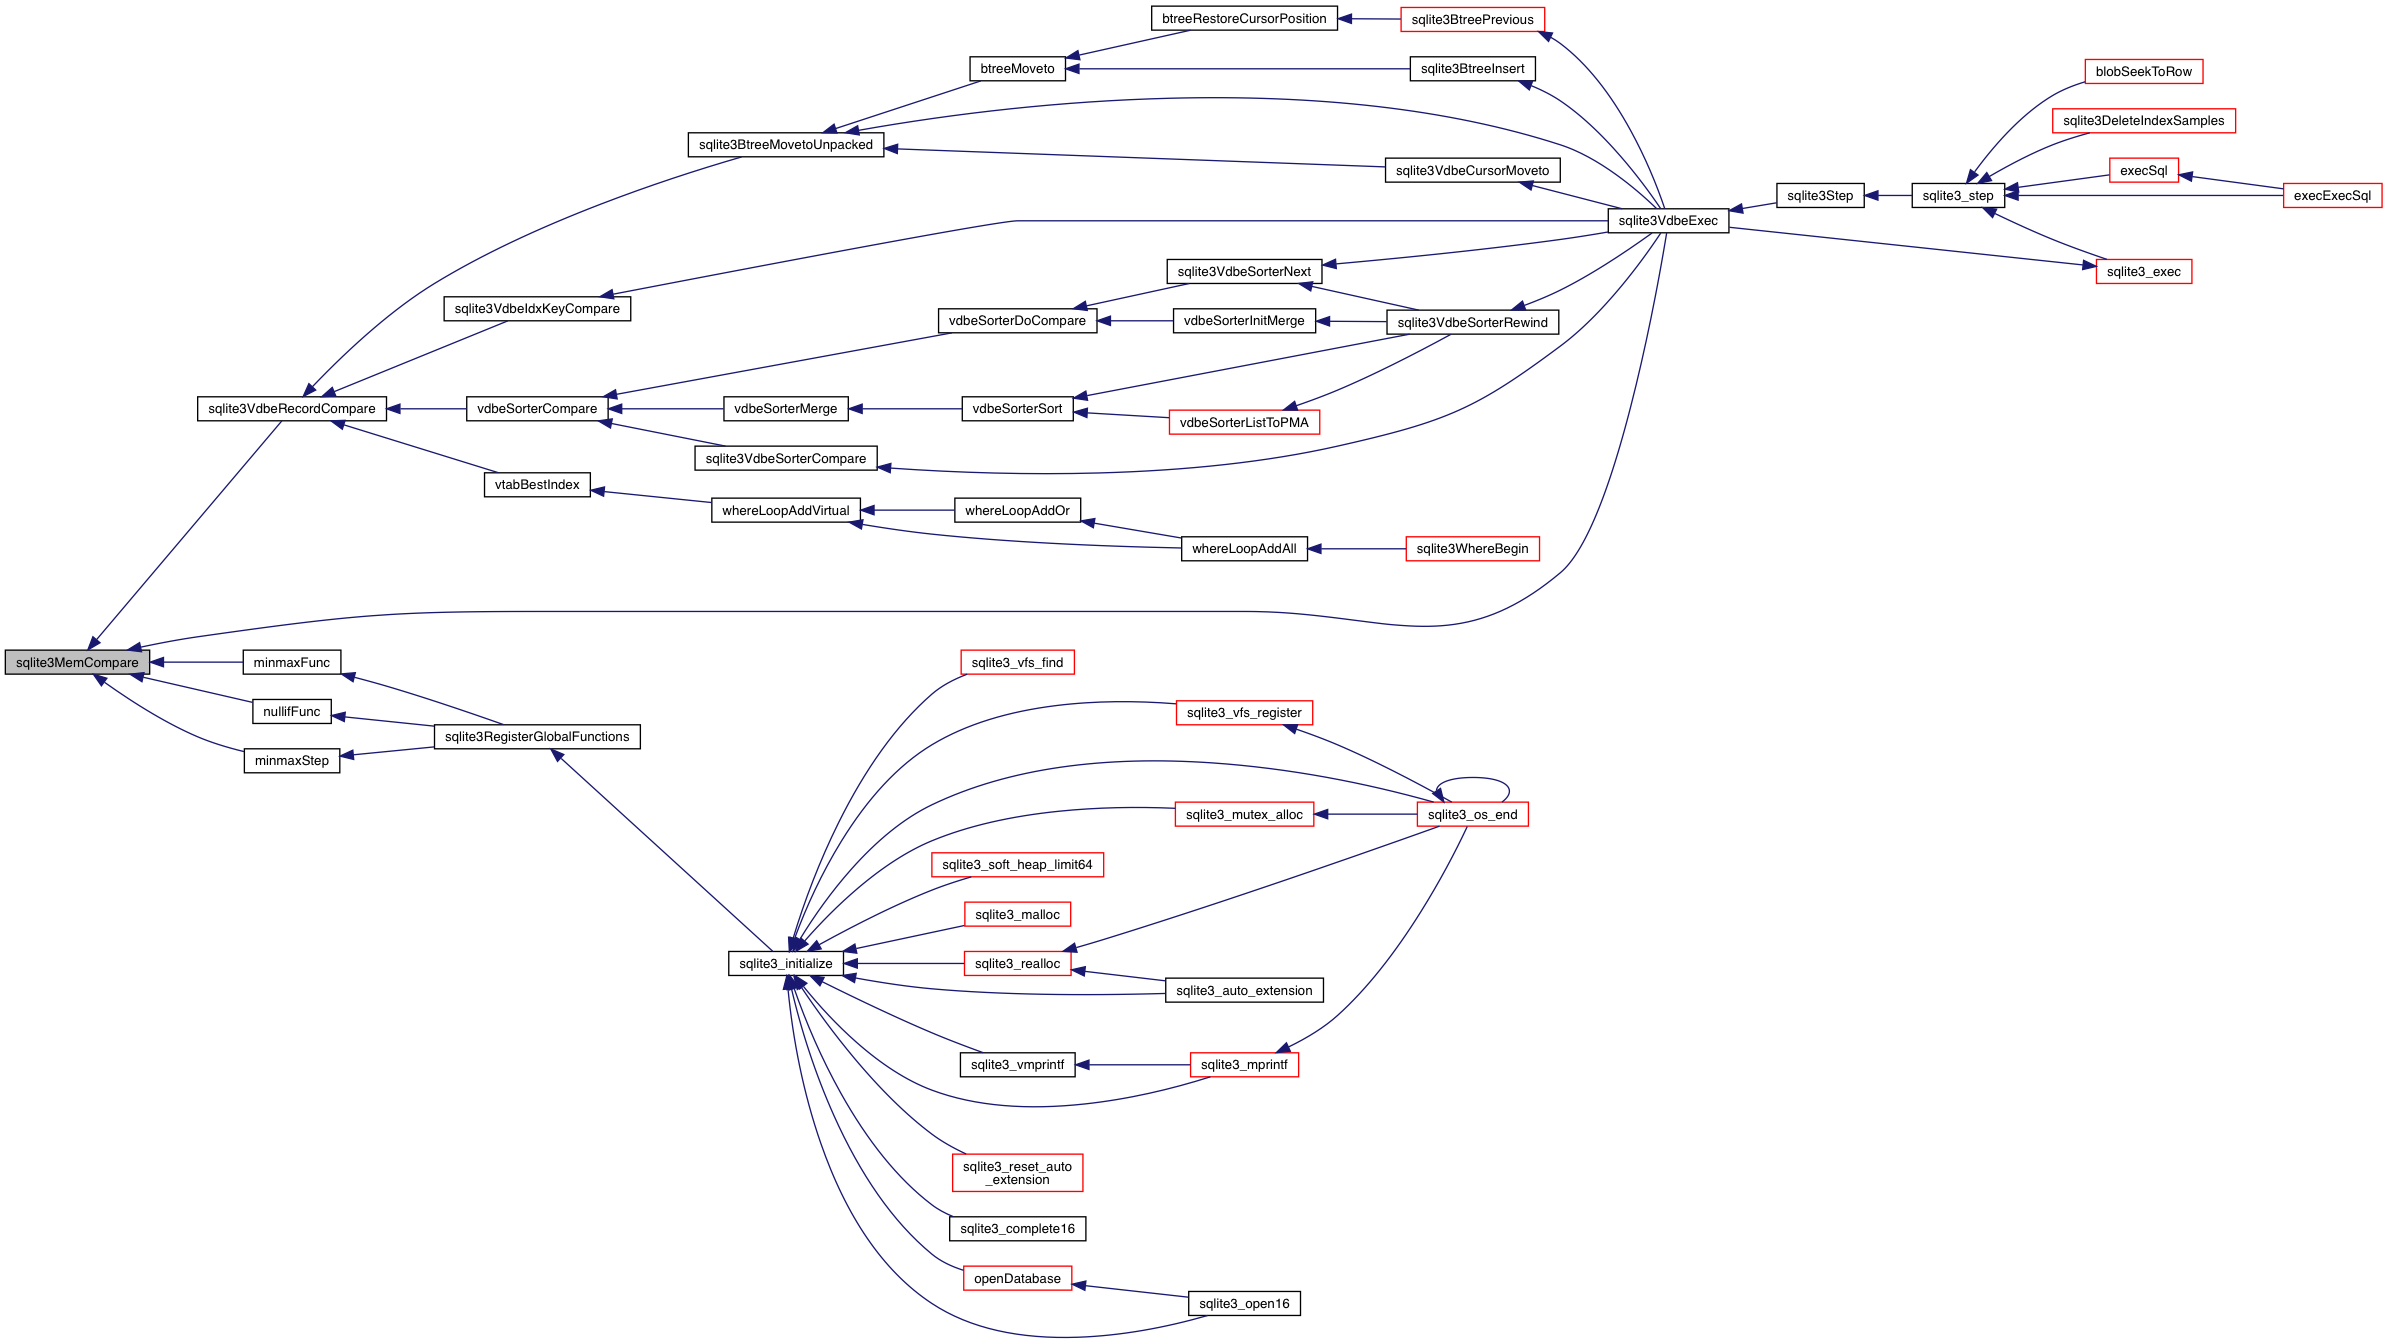 btreeRestoreCursorPosition
sqlite3BtreePrevious
btreeMoveto
sqlite3BtreeInsert
blobSeekToRow
sqlite3DeleteIndexSamples
sqlite3BtreeMovetoUnpacked
sqlite3VdbeCursorMoveto
execSql
sqlite3Step
sqlite3_step
execExecSql
sqlite3VdbeExec
sqlite3VdbeSorterNext
sqlite3_exec
sqlite3VdbeIdxKeyCompare
vdbeSorterDoCompare
vdbeSorterInitMerge
sqlite3VdbeSorterRewind
sqlite3VdbeRecordCompare
vdbeSorterCompare
vdbeSorterMerge
vdbeSorterSort
vdbeSorterListToPMA
sqlite3VdbeSorterCompare
vtabBestIndex
whereLoopAddVirtual
whereLoopAddOr
whereLoopAddAll
sqlite3WhereBegin
sqlite3MemCompare
minmaxFunc
sqlite3_vfs_find
nullifFunc
sqlite3_vfs_register
sqlite3RegisterGlobalFunctions
minmaxStep
sqlite3_mutex_alloc
sqlite3_os_end
sqlite3_soft_heap_limit64
sqlite3_malloc
sqlite3_initialize
sqlite3_realloc
sqlite3_auto_extension
sqlite3_vmprintf
sqlite3_mprintf
sqlite3_reset_auto
_extension
sqlite3_complete16
openDatabase
sqlite3_open16